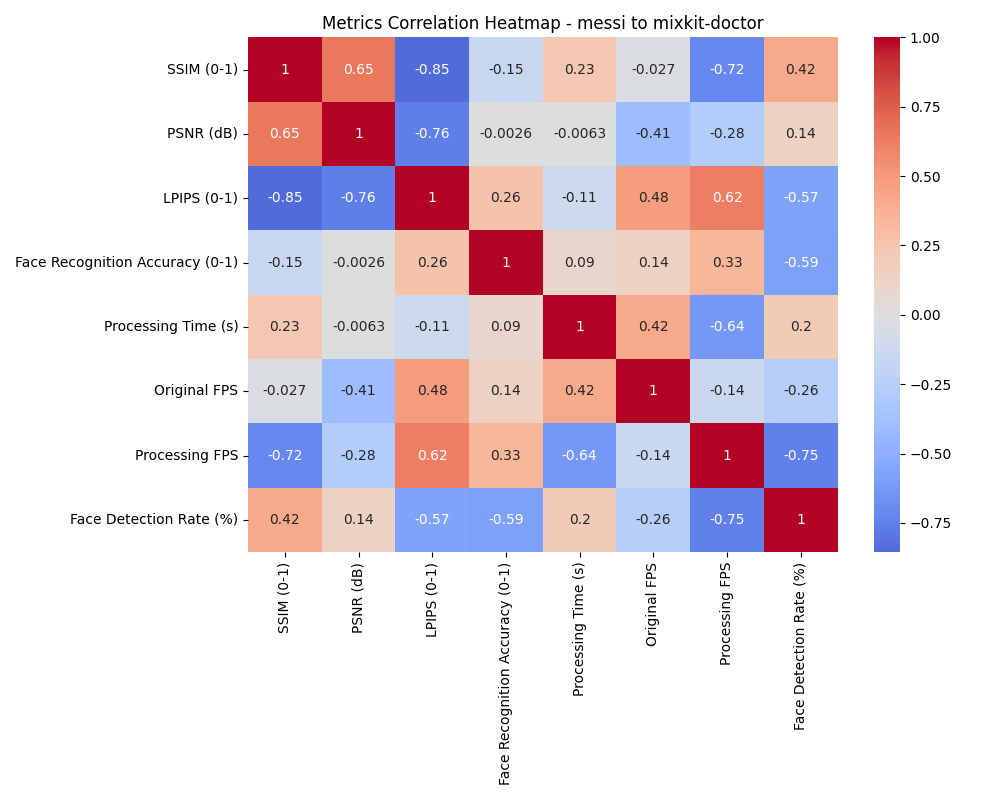 Metrics Correlation Heatmap - messi to mixkit-doctor
SSIM (0-1) 1 0.65 -0.85 -0.15 0.23 -0.027 -0.72 0.42
PSNR (dB) 0.65 1 -0.76 -0.0026 -0.0063 -0.41 -0.28 0.14
LPIPS (0-1) -0.85 -0.76 1 0.26 -0.11 0.48 0.62 -0.57
Face Recognition Accuracy (0-1) -0.15 -0.0026 0.26 1 0.09 0.14 0.33 -0.59
Processing Time (s) 0.23 -0.0063 -0.11 0.09 1 0.42 -0.64 0.2
Original FPS -0.027 -0.41 0.48 0.14 0.42 1 -0.14 -0.26
Processing FPS -0.72 -0.28 0.62 0.33 -0.64 -0.14 1 -0.75
Face Detection Rate (%) 0.42 0.14 -0.57 -0.59 0.2 -0.26 -0.75 1
SSIM (0-1)
PSNR (dB)
LPIPS (0-1)
Face Recognition Accuracy (0-1)
Processing Time (s)
Original FPS
Processing FPS
Face Detection Rate (%)
1.00
0.75
0.50
0.25
0.00
−0.25
−0.50
−0.75